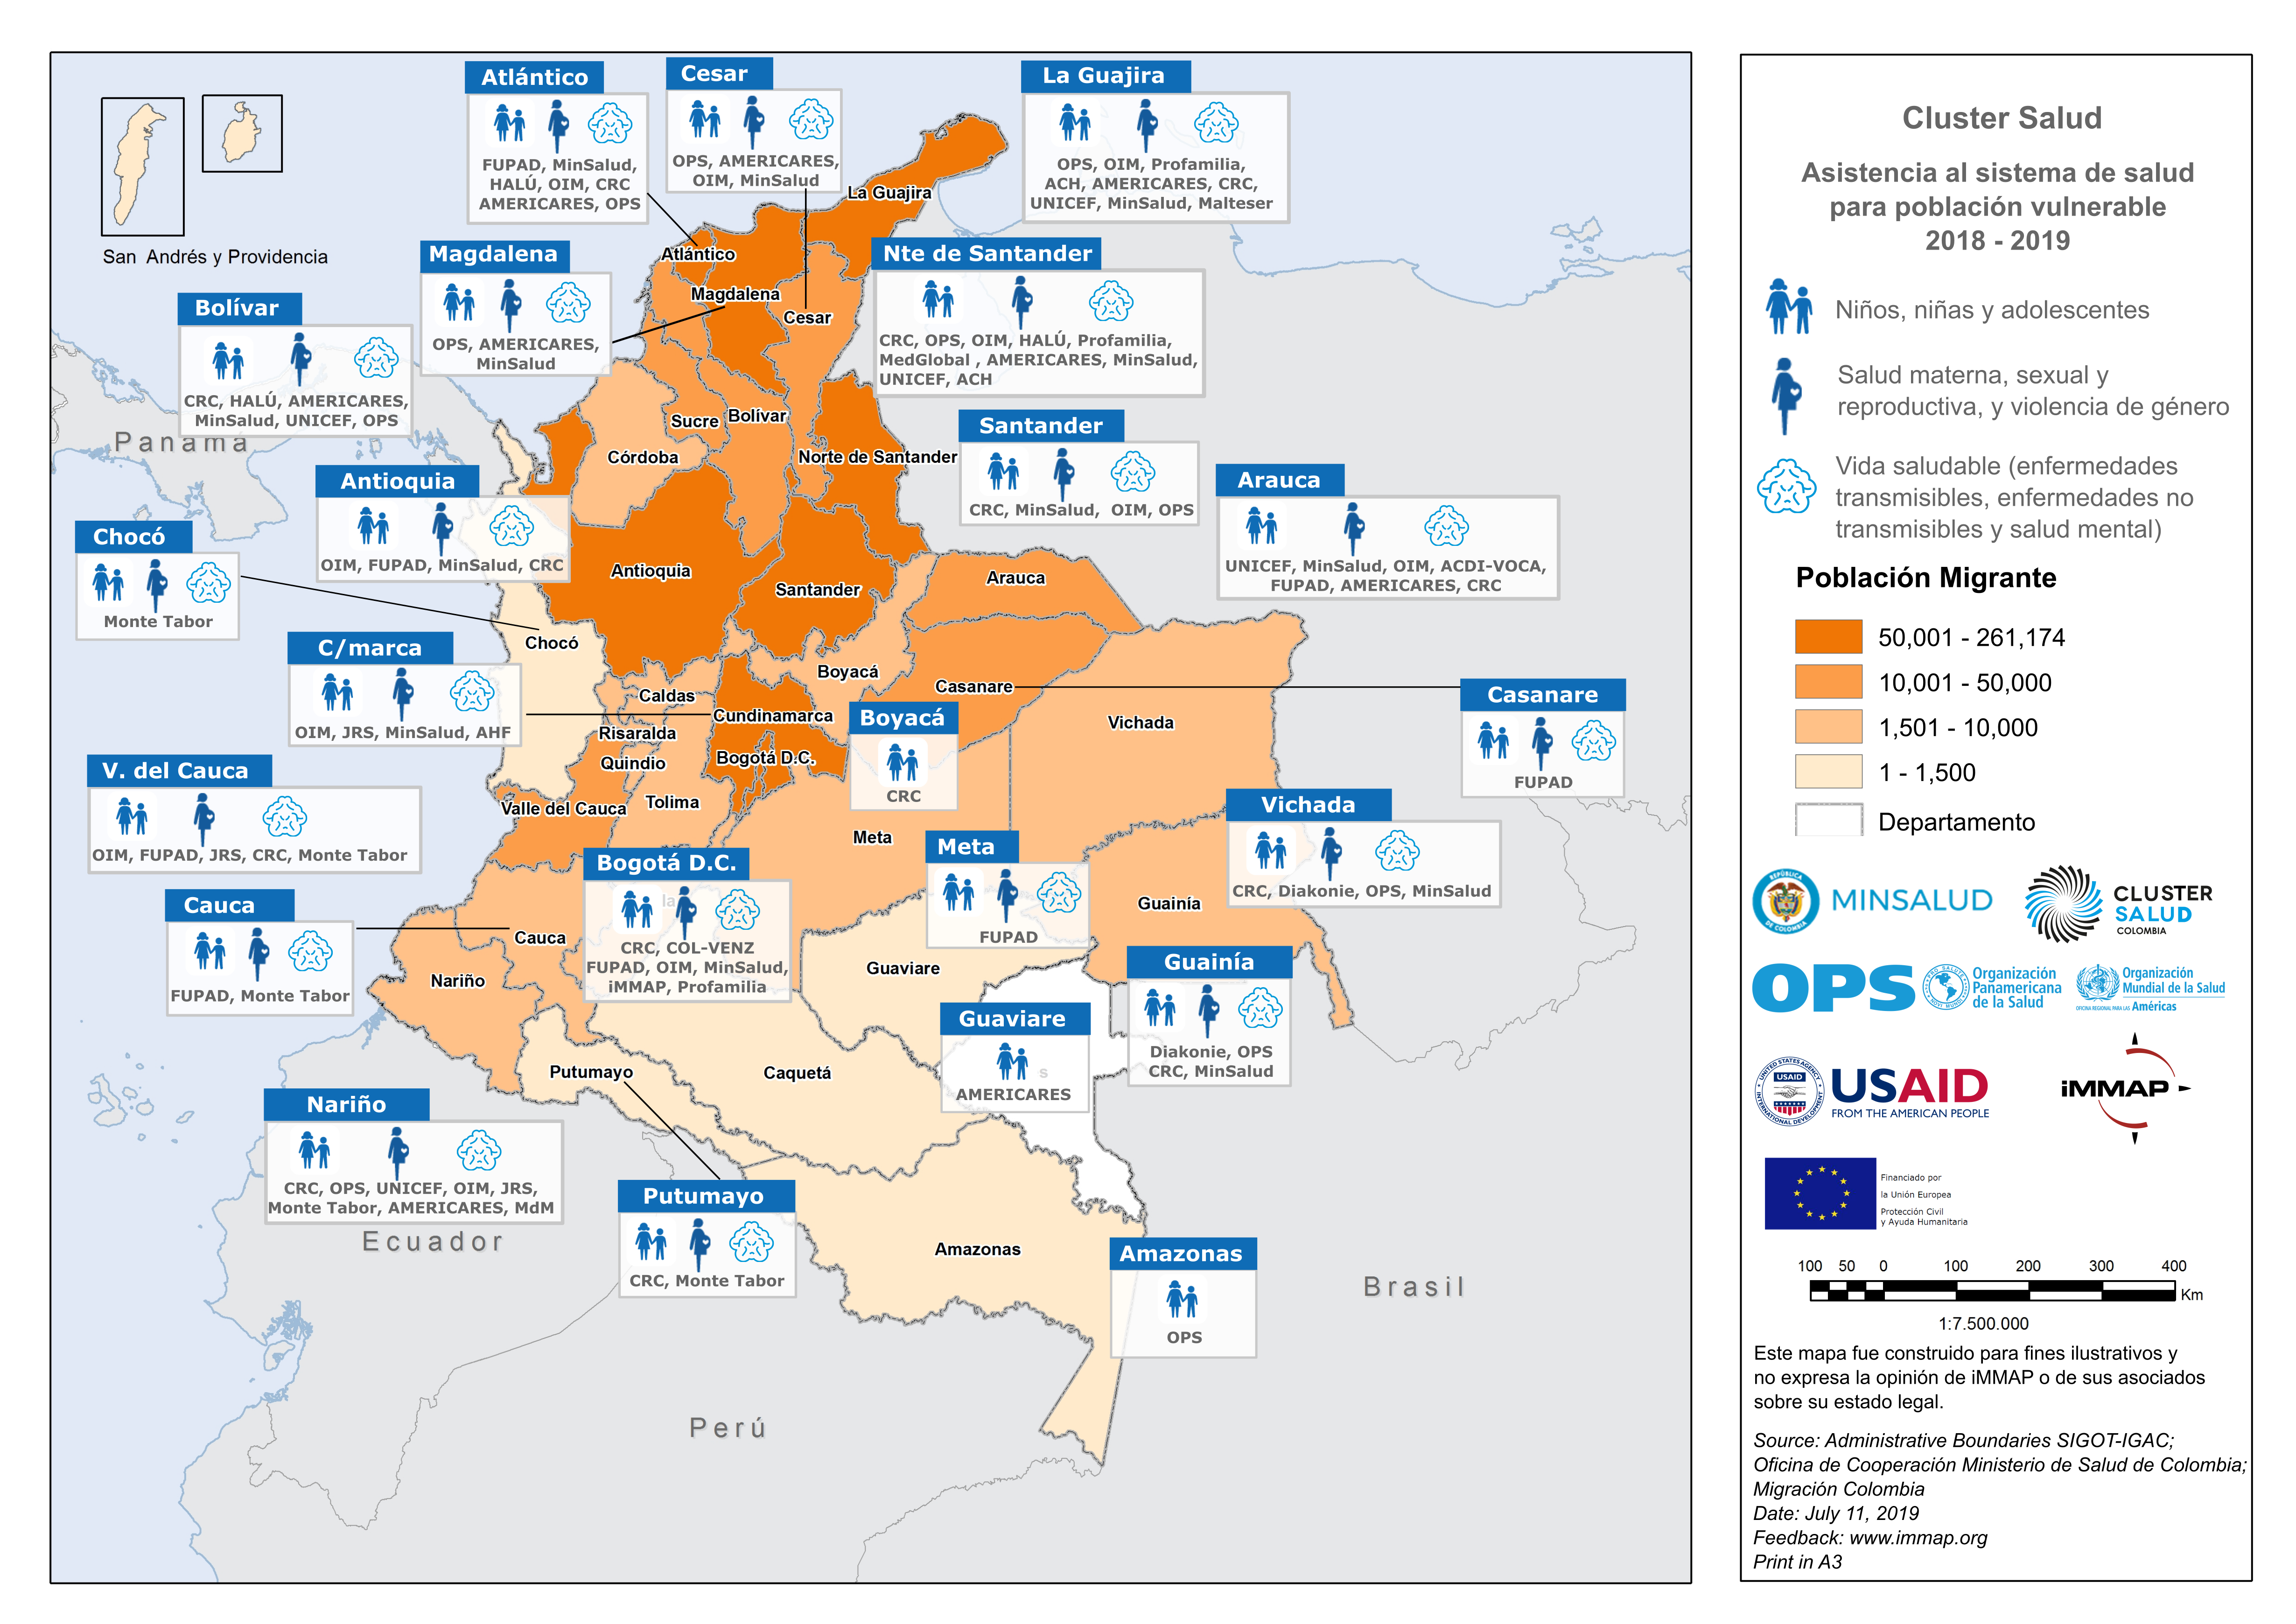 Atlántico
FUPAD, MinSalud,
HALÚ, OIM, CRC
AMERICARES, OPS
Cesar
OPS, AMERICARES,
OIM, MinSalud
La Guajira
OPS, OIM, Profamilia,
ACH, AMERICARES, CRC,
UNICEF, MinSalud, Malteser
San Andrés y Providencia
Magdalena
OPS, AMERICARES,
MinSalud
Nte de Santander
CRC, OPS, OIM, HALÚ, Profamilia,
MedGlobal , AMERICARES, MinSalud,
UNICEF, ACH
Bolívar
CRC, HALÚ, AMERICARES,
MinSalud, UNICEF, OPS
Santander
CRC, MinSalud, OIM, OPS
Antioquia
OIM, FUPAD, MinSalud, CRC
Arauca
UNICEF, MinSalud, OIM, ACDI-VOCA,
FUPAD, AMERICARES, CRC
Chocó
Monte Tabor
C/marca
OIM, JRS, MinSalud, AHF
Casanare
FUPAD
Boyacá
CRC
V. del Cauca
OIM, FUPAD, JRS, CRC, Monte Tabor
Vichada
CRC, Diakonie, OPS, MinSalud
Meta
FUPAD
Bogotá D.C.
CRC, COL-VENZ
FUPAD, OIM, MinSalud,
iMMAP, Profamilia
Cauca
FUPAD, Monte Tabor
Guainía
Diakonie, OPS
CRC, MinSalud
Guaviare
AMERICARES
Nariño
CRC, OPS, UNICEF, OIM, JRS,
Monte Tabor, AMERICARES, MdM
Putumayo
CRC, Monte Tabor
Amazonas
OPS
La Guajira
Atlántico
Magdalena
Cesar
Sucre
Bolívar
Córdoba
Norte de Santander
Antioquia
Santander
Arauca
Chocó
Boyacá
Caldas
Casanare
Cundinamarca
Vichada
Risaralda
Quindio
Bogotá D.C.
Tolima
Valle del Cauca
Meta
Guainía
Cauca
Guaviare
Nariño
Putumayo
Caquetá
Amazonas
Panamá
Ecuador
Perú
Brasil
Cluster Salud
Asistencia al sistema de salud
para población vulnerable
2018 - 2019
Niños, niñas y adolescentes
Salud materna, sexual y
reproductiva, y violencia de género
Vida saludable (enfermedades
transmisibles, enfermedades no
transmisibles y salud mental)
Población Migrante
50,001 - 261,174
10,001 - 50,000
1,501 - 10,000
1 - 1,500
Departamento
MINSALUD
CLUSTER
SALUD
COLOMBIA
OPS
Organización
Panamericana
de la Salud
Organización
Mundial de la Salud
OFICINA REGIONAL PARA LAS Américas
USAID
USAID
FROM THE AMERICAN PEOPLE
iMMAP
Financiado por
la Unión Europea
Protección Civil
y Ayuda Humanitaria
100 50 0 100 200 300 400
Km
1:7.500.000
Este mapa fue construido para fines ilustrativos y
no expresa la opinión de iMMAP o de sus asociados
sobre su estado legal.
Source: Administrative Boundaries SIGOT-IGAC;
Oficina de Cooperación Ministerio de Salud de Colombia;
Migración Colombia
Date: July 11, 2019
Feedback: www.immap.org
Print in A3